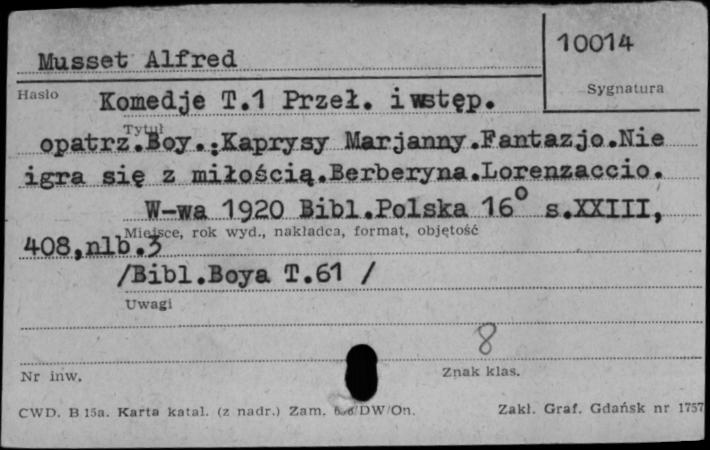 Musset Alfred
10014
Hasło
Sygnatura
Komedje T.1 Przeł. i wstęp.
Tytuł
opatrz.Boy.:Kaprysy Marjanny.Fantazjo.Nie
igra się z miłością.Berberyna.Lorenzaccio.
W-wa 1920 Bibl.Polska 16° s.XXIII,
Miejsce, rok wyd., nakładca, format, objętość
408,nlb.3
/Bibl.Boya T.61 /
Uwagi
8
Nr inw.
Znak klas.
CWD. B 15a. Karta katal. (z nadr.) Zam. DW/On.
Zakł. Graf. Gdańsk nr 1757